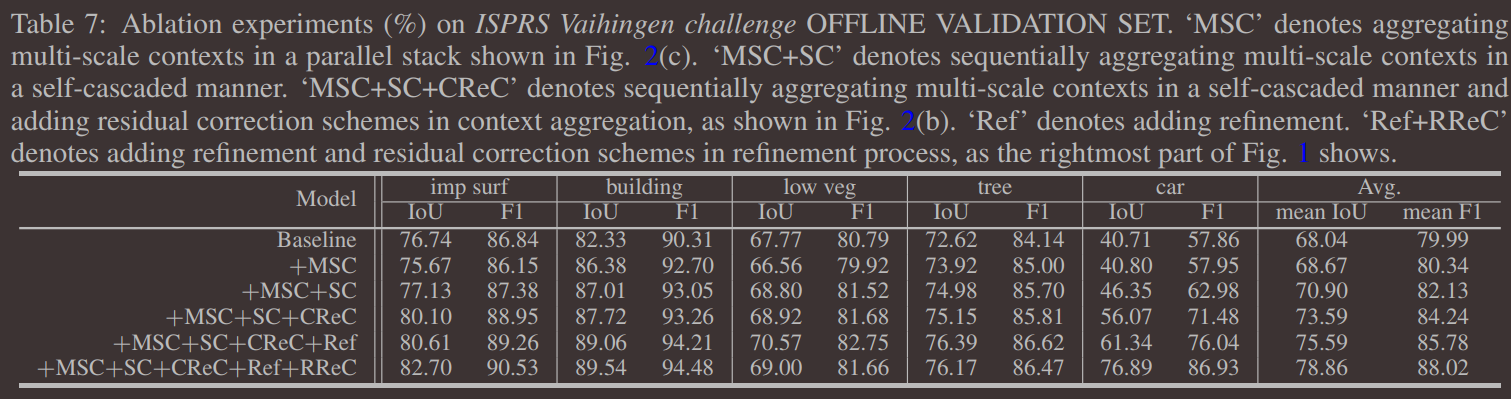 Table 7: Ablation experiments (%) on ISPRS Vaihingen challenge OFFLINE VALIDATION SET. ‘MSC’ denotes aggregating
multi-scale contexts in a parallel stack shown in Fig. 2(c). ‘MSC+SC’ denotes sequentially aggregating multi-scale contexts in
a self-cascaded manner. ‘MSC+SC+CReC’ denotes sequentially aggregating multi-scale contexts in a self-cascaded manner and
adding residual correction schemes in context aggregation, as shown in Fig. 2(b). ‘Ref’ denotes adding refinement. ‘Ref+RReC’
denotes adding refinement and residual correction schemes in refinement process, as the rightmost part of Fig. 1 shows.
Model imp surf building low veg tree car Avg.
IoU F1 IoU F1 IoU F1 IoU F1 IoU F1 mean IoU mean F1
Baseline 76.74 86.84 82.33 90.31 67.77 80.79 72.62 84.14 40.71 57.86 68.04 79.99
+MSC 75.67 86.15 86.38 92.70 66.56 79.92 73.92 85.00 40.80 57.95 68.67 80.34
+MSC+SC 77.13 87.38 87.01 93.05 68.80 81.52 74.98 85.70 46.35 62.98 70.90 82.13
+MSC+SC+CReC 80.10 88.95 87.72 93.26 68.92 81.68 75.15 85.81 56.07 71.48 73.59 84.24
+MSC+SC+CReC+Ref 80.61 89.26 89.06 94.21 70.57 82.75 76.39 86.62 61.34 76.04 75.59 85.78
+MSC+SC+CReC+Ref+RReC 82.70 90.53 89.54 94.48 69.00 81.66 76.17 86.47 76.89 86.93 78.86 88.02